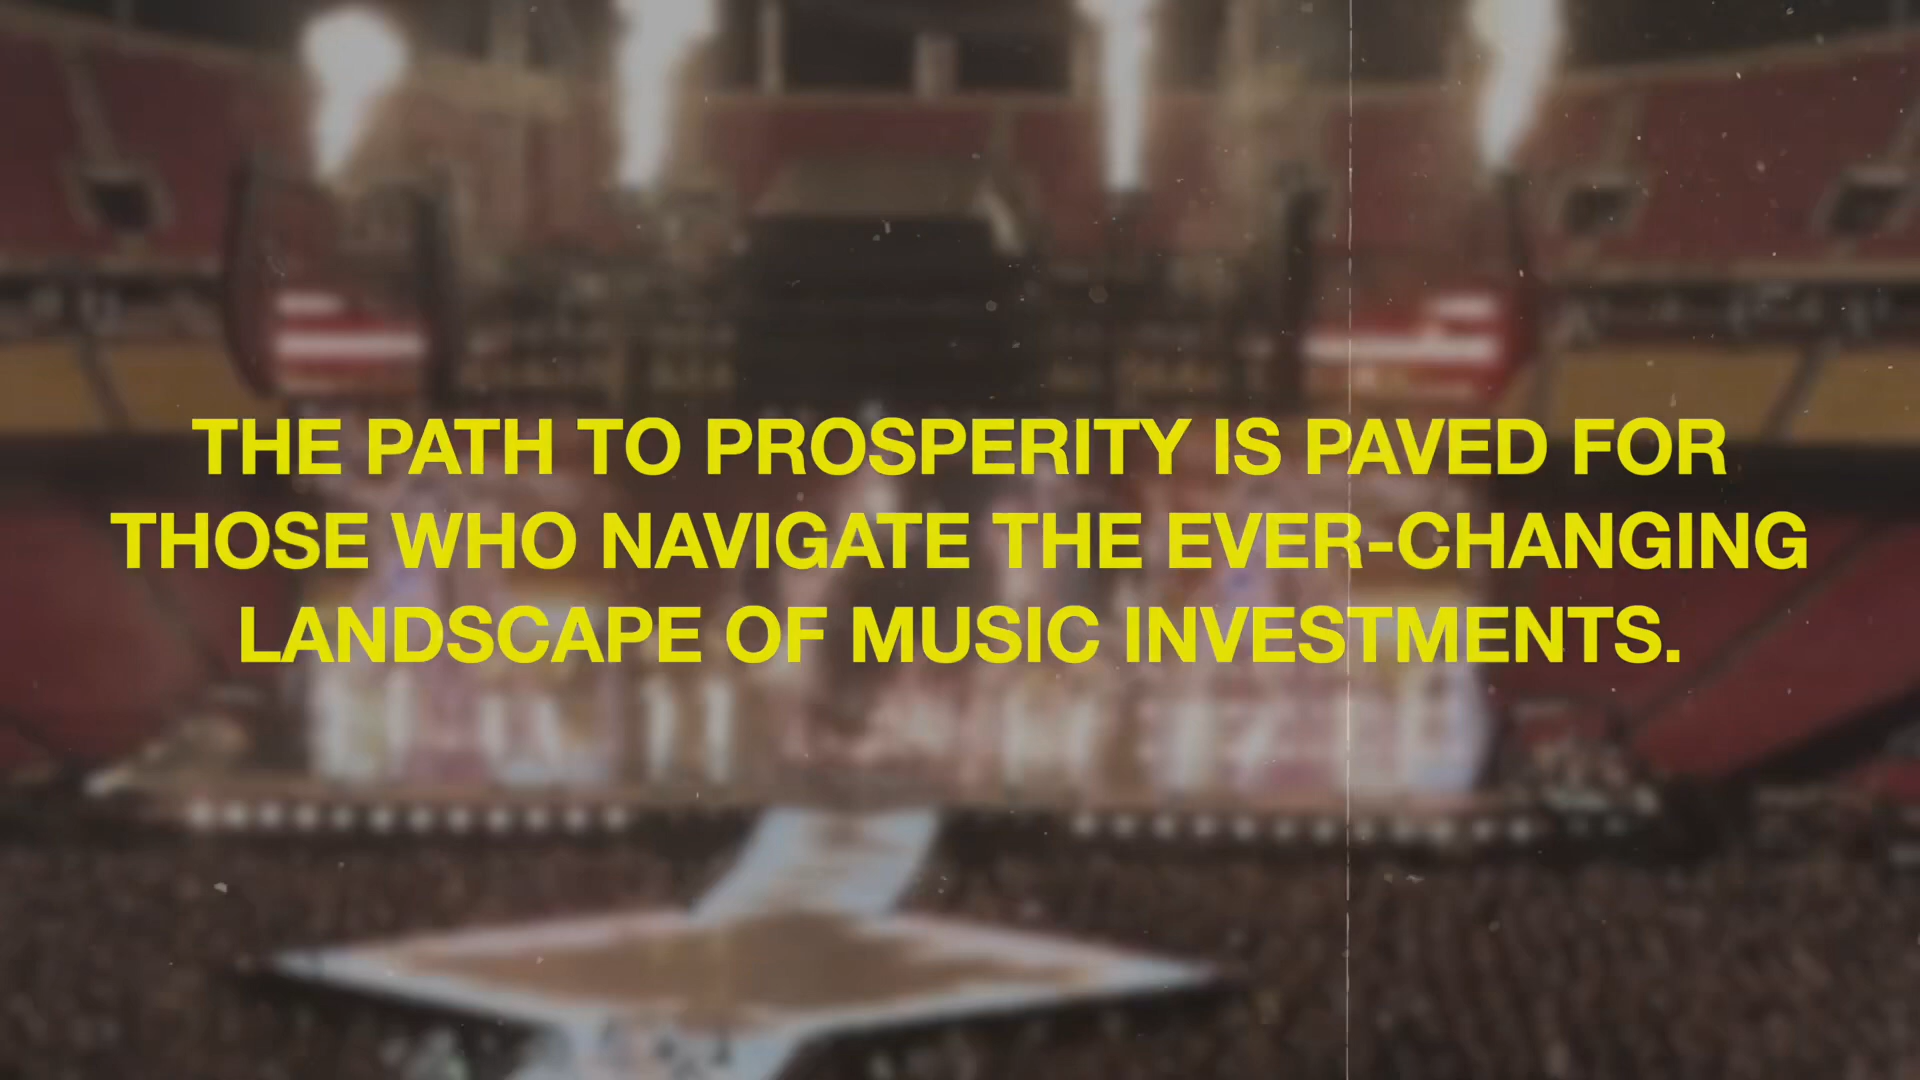 THE PATH TO PROSPERITY IS PAVED FOR
THOSE WHO NAVIGATE THE EVER-CHANGING
LANDSCAPE OF MUSIC INVESTMENTS.